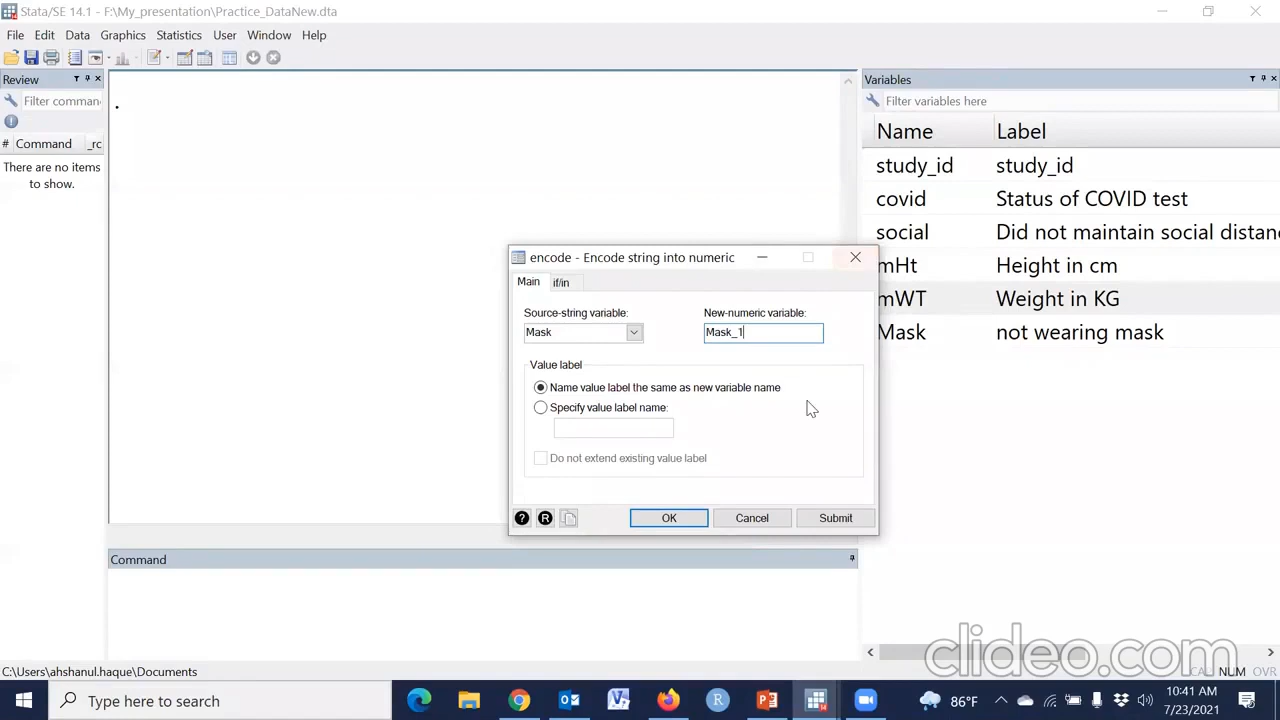 Stata/SE 14.1 - F:\My_presentation\Practice_DataNew.dta
File Edit Data Graphics Statistics User Window Help
Review
Variables
Filter comman
Filter variables here
# Command _rc
Name Label
There are no items
to show.
.
study_id study_id
covid Status of COVID test
social Did not maintain social distanc
mHt Height in cm
mWT Weight in KG
Mask not wearing mask
encode - Encode string into numeric
Main if/in
Source-string variable: New-numeric variable:
Mask Mask_1
Value label
Name value label the same as new variable name
Specify value label name:
Do not extend existing value label
? R OK Cancel Submit
Command
clideo.com
C:\Users\ahshanul.haque\Documents NUM OVR
Type here to search
R
86°F
10:41 AM
7/23/2021